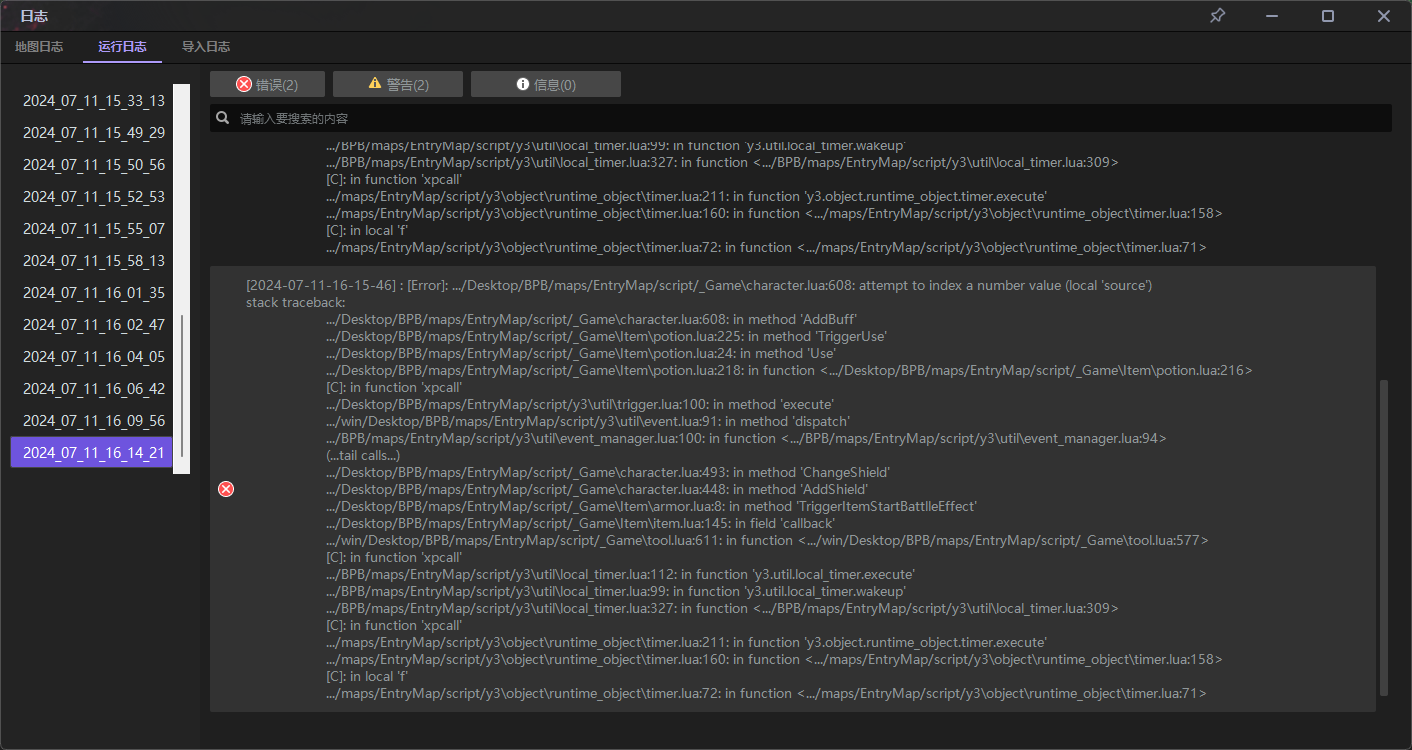 日志
地图日志
运行日志
导入日志
错误(2)
警告(2)
信息(0)
请输入要搜索的内容
2024_07_11_15_33_13
2024_07_11_15_49_29
2024_07_11_15_50_56
2024_07_11_15_52_53
2024_07_11_15_55_07
2024_07_11_15_58_13
2024_07_11_16_01_35
2024_07_11_16_02_47
2024_07_11_16_04_05
2024_07_11_16_06_42
2024_07_11_16_09_56
2024_07_11_16_14_21
.../BPB/maps/EntryMap/script/y3\util\local_timer.lua:99: in function 'y3.util.local_timer.wakeup'
.../BPB/maps/EntryMap/script/y3\util\local_timer.lua:327: in function <.../BPB/maps/EntryMap/script/y3\util\local_timer.lua:309>
[C]: in function 'xpcall'
.../maps/EntryMap/script/y3\object\runtime_object\timer.lua:211: in function 'y3.object.runtime_object.timer.execute'
.../maps/EntryMap/script/y3\object\runtime_object\timer.lua:160: in function <.../maps/EntryMap/script/y3\object\runtime_object\timer.lua:158>
[C]: in local 'f'
.../maps/EntryMap/script/y3\object\runtime_object\timer.lua:72: in function <.../maps/EntryMap/script/y3\object\runtime_object\timer.lua:71>
[2024-07-11-16-15-46] : [Error]: .../Desktop/BPB/maps/EntryMap/script/_Game\character.lua:608: attempt to index a number value (local 'source')
stack traceback:
.../Desktop/BPB/maps/EntryMap/script/_Game\character.lua:608: in method 'AddBuff'
.../Desktop/BPB/maps/EntryMap/script/_Game\Item\potion.lua:225: in method 'TriggerUse'
.../Desktop/BPB/maps/EntryMap/script/_Game\Item\potion.lua:24: in method 'Use'
.../Desktop/BPB/maps/EntryMap/script/_Game\Item\potion.lua:218: in function <.../Desktop/BPB/maps/EntryMap/script/_Game\Item\potion.lua:216>
[C]: in function 'xpcall'
.../Desktop/BPB/maps/EntryMap/script/y3\util\trigger.lua:100: in method 'execute'
.../win/Desktop/BPB/maps/EntryMap/script/y3\util\event.lua:91: in method 'dispatch'
.../BPB/maps/EntryMap/script/y3\util\event_manager.lua:100: in function <.../BPB/maps/EntryMap/script/y3\util\event_manager.lua:94>
(...tail calls...)
.../Desktop/BPB/maps/EntryMap/script/_Game\character.lua:493: in method 'ChangeShield'
.../Desktop/BPB/maps/EntryMap/script/_Game\character.lua:448: in method 'AddShield'
.../Desktop/BPB/maps/EntryMap/script/_Game\Item\armor.lua:8: in method 'TriggerItemStartBattlleEffect'
.../Desktop/BPB/maps/EntryMap/script/_Game\Item\item.lua:145: in field 'callback'
.../win/Desktop/BPB/maps/EntryMap/script/_Game\tool.lua:611: in function <.../win/Desktop/BPB/maps/EntryMap/script/_Game\tool.lua:577>
[C]: in function 'xpcall'
.../BPB/maps/EntryMap/script/y3\util\local_timer.lua:112: in function 'y3.util.local_timer.execute'
.../BPB/maps/EntryMap/script/y3\util\local_timer.lua:99: in function 'y3.util.local_timer.wakeup'
.../BPB/maps/EntryMap/script/y3\util\local_timer.lua:327: in function <.../BPB/maps/EntryMap/script/y3\util\local_timer.lua:309>
[C]: in function 'xpcall'
.../maps/EntryMap/script/y3\object\runtime_object\timer.lua:211: in function 'y3.object.runtime_object.timer.execute'
.../maps/EntryMap/script/y3\object\runtime_object\timer.lua:160: in function <.../maps/EntryMap/script/y3\object\runtime_object\timer.lua:158>
[C]: in local 'f'
.../maps/EntryMap/script/y3\object\runtime_object\timer.lua:72: in function <.../maps/EntryMap/script/y3\object\runtime_object\timer.lua:71>